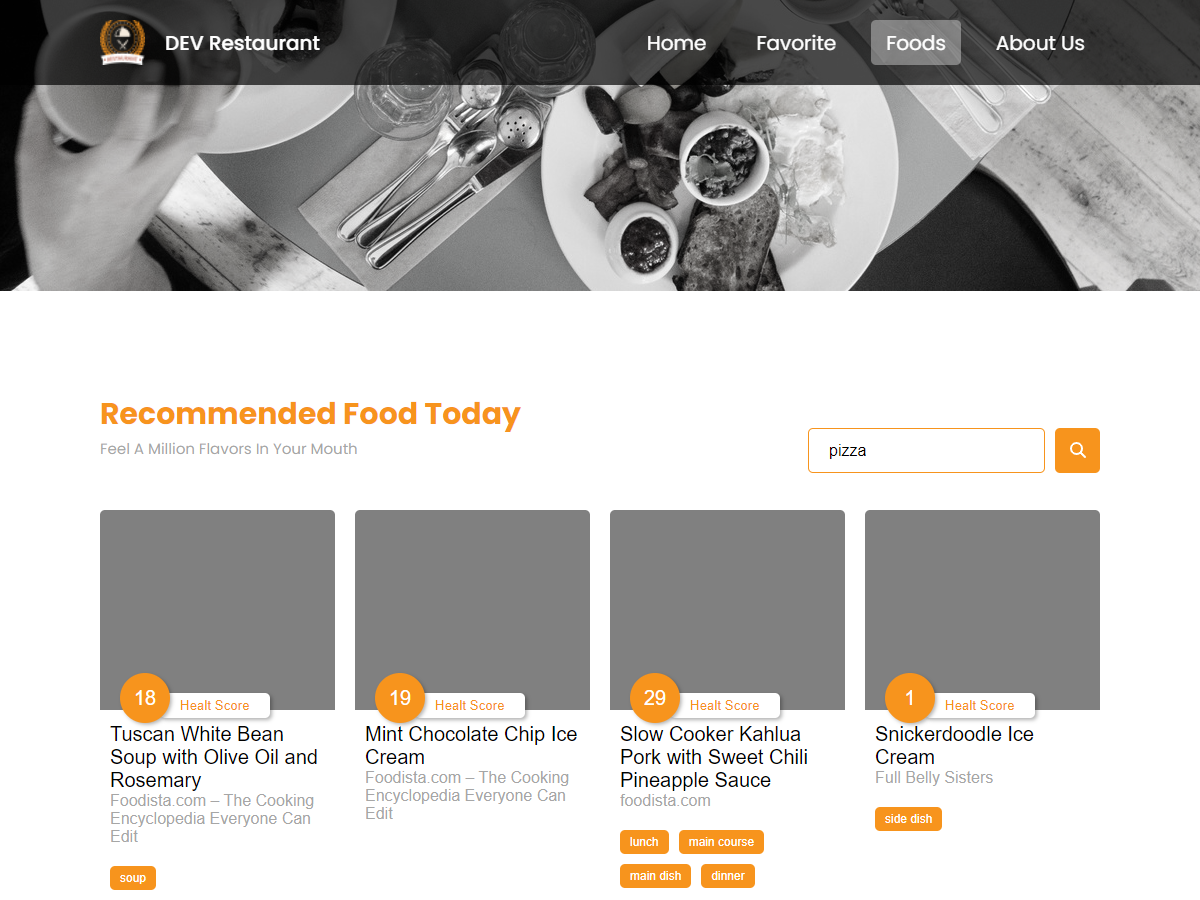 DEV Restaurant
Home
Favorite
Foods
About Us
Recommended Food Today
Feel A Million Flavors In Your Mouth
pizza
18
Healt Score
Tuscan White Bean
Soup with Olive Oil and
Rosemary
Foodista.com – The Cooking
Encyclopedia Everyone Can
Edit
soup
19
Healt Score
Mint Chocolate Chip Ice
Cream
Foodista.com – The Cooking
Encyclopedia Everyone Can
Edit
29
Healt Score
Slow Cooker Kahlua
Pork with Sweet Chili
Pineapple Sauce
foodista.com
lunch
main course
main dish
dinner
1
Healt Score
Snickerdoodle Ice
Cream
Full Belly Sisters
side dish